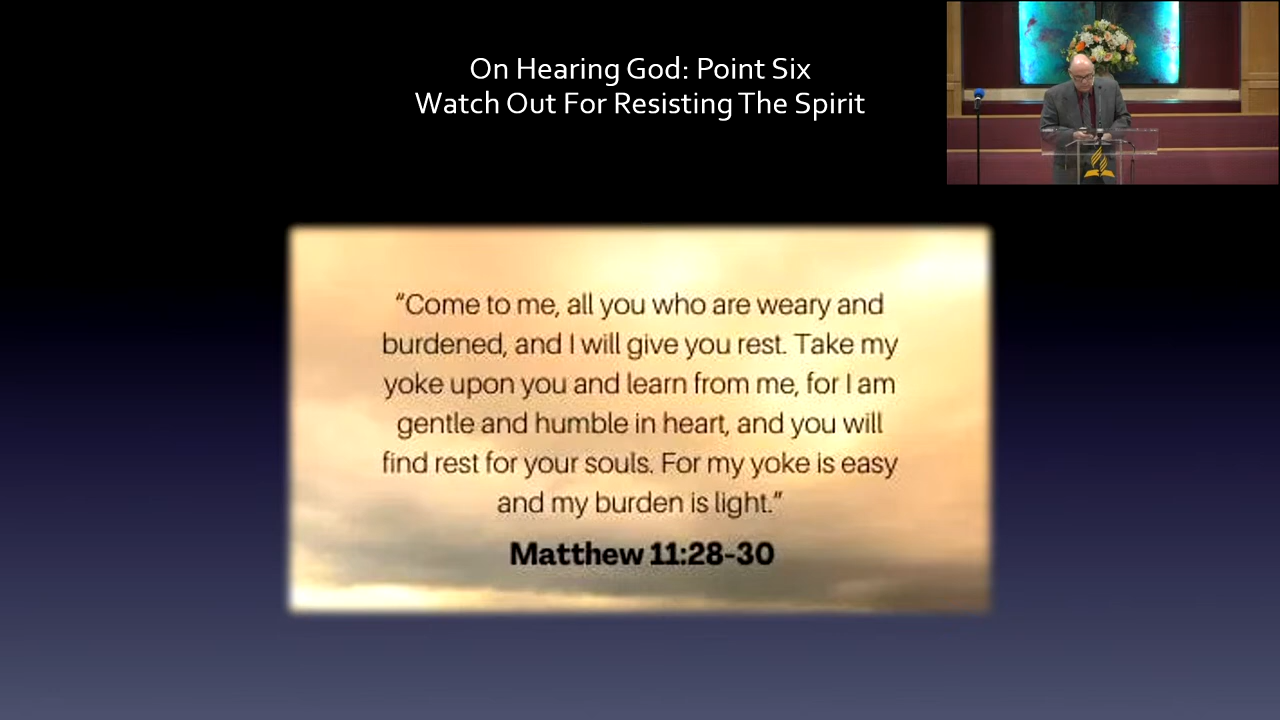 On Hearing God: Point Six
Watch Out For Resisting The Spirit
“Come to me, all you who are weary and
burdened, and I will give you rest. Take my
yoke upon you and learn from me, for I am
gentle and humble in heart, and you will
find rest for your souls. For my yoke is easy
and my burden is light.”
Matthew 11:28-30